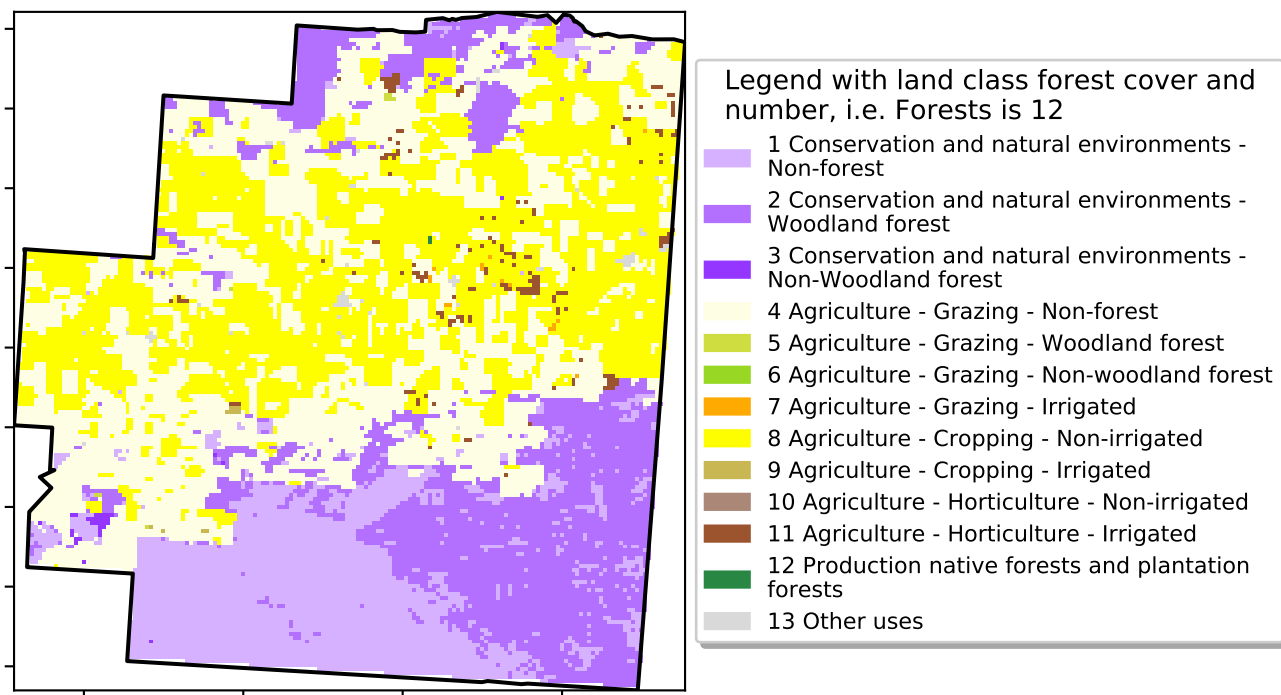 Legend with land class forest cover and
number, i.e. Forests is 12
1 Conservation and natural environments -
Non-forest
2 Conservation and natural environments -
Woodland forest
3 Conservation and natural environments -
Non-Woodland forest
4 Agriculture - Grazing - Non-forest
5 Agriculture - Grazing - Woodland forest
6 Agriculture - Grazing - Non-woodland forest
7 Agriculture - Grazing - Irrigated
8 Agriculture - Cropping - Non-irrigated
9 Agriculture - Cropping - Irrigated
10 Agriculture - Horticulture - Non-irrigated
11 Agriculture - Horticulture - Irrigated
12 Production native forests and plantation
forests
13 Other uses